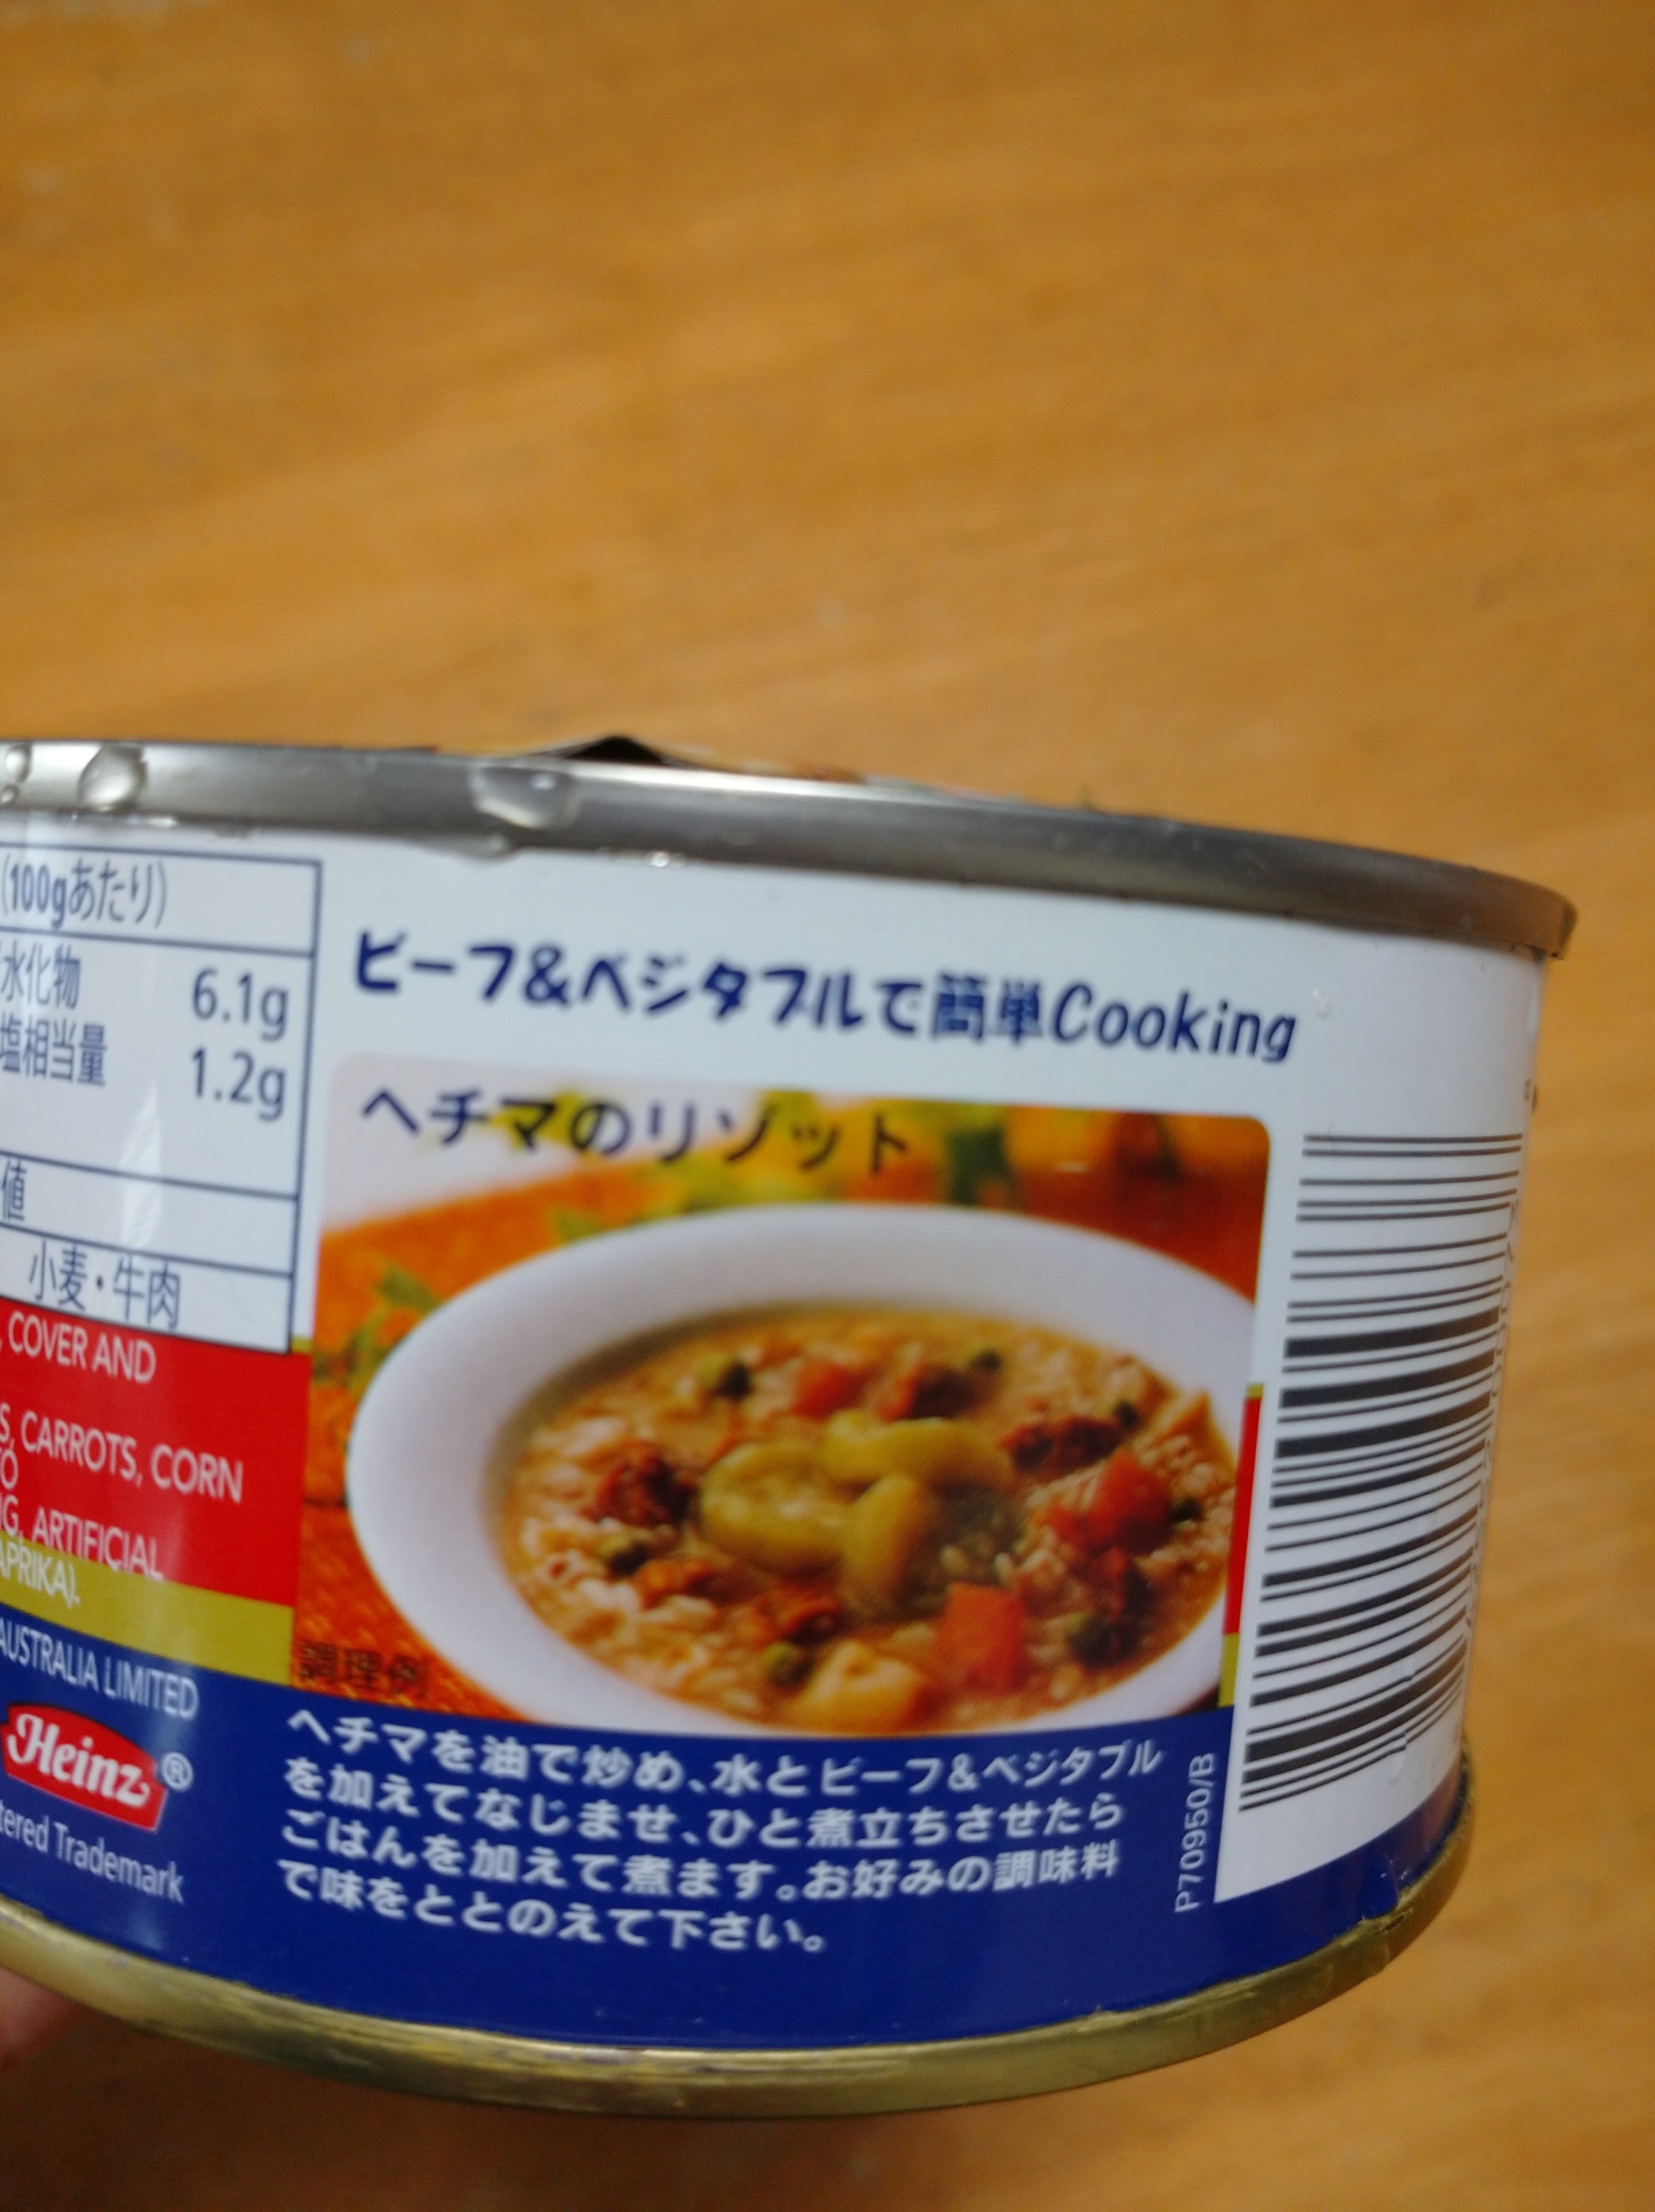 (100gあたり)
水化物 6.1g
塩相当量 1.2g
値
小麦・牛肉
, COVER AND
S, CARROTS, CORN
TO
NG, ARTIFICIAL
APRIKA).
AUSTRALIA LIMITED
Heinz®
tered Trademark
ビーフ&ベジタブルで簡単Cooking
ヘチマのリゾット
調理例
ヘチマを油で炒め、水とビーフ&ベジタブル
を加えてなじませ、ひと煮立ちさせたら
ごはんを加えて煮ます。お好みの調味料
で味をととのえて下さい。
P70950/B